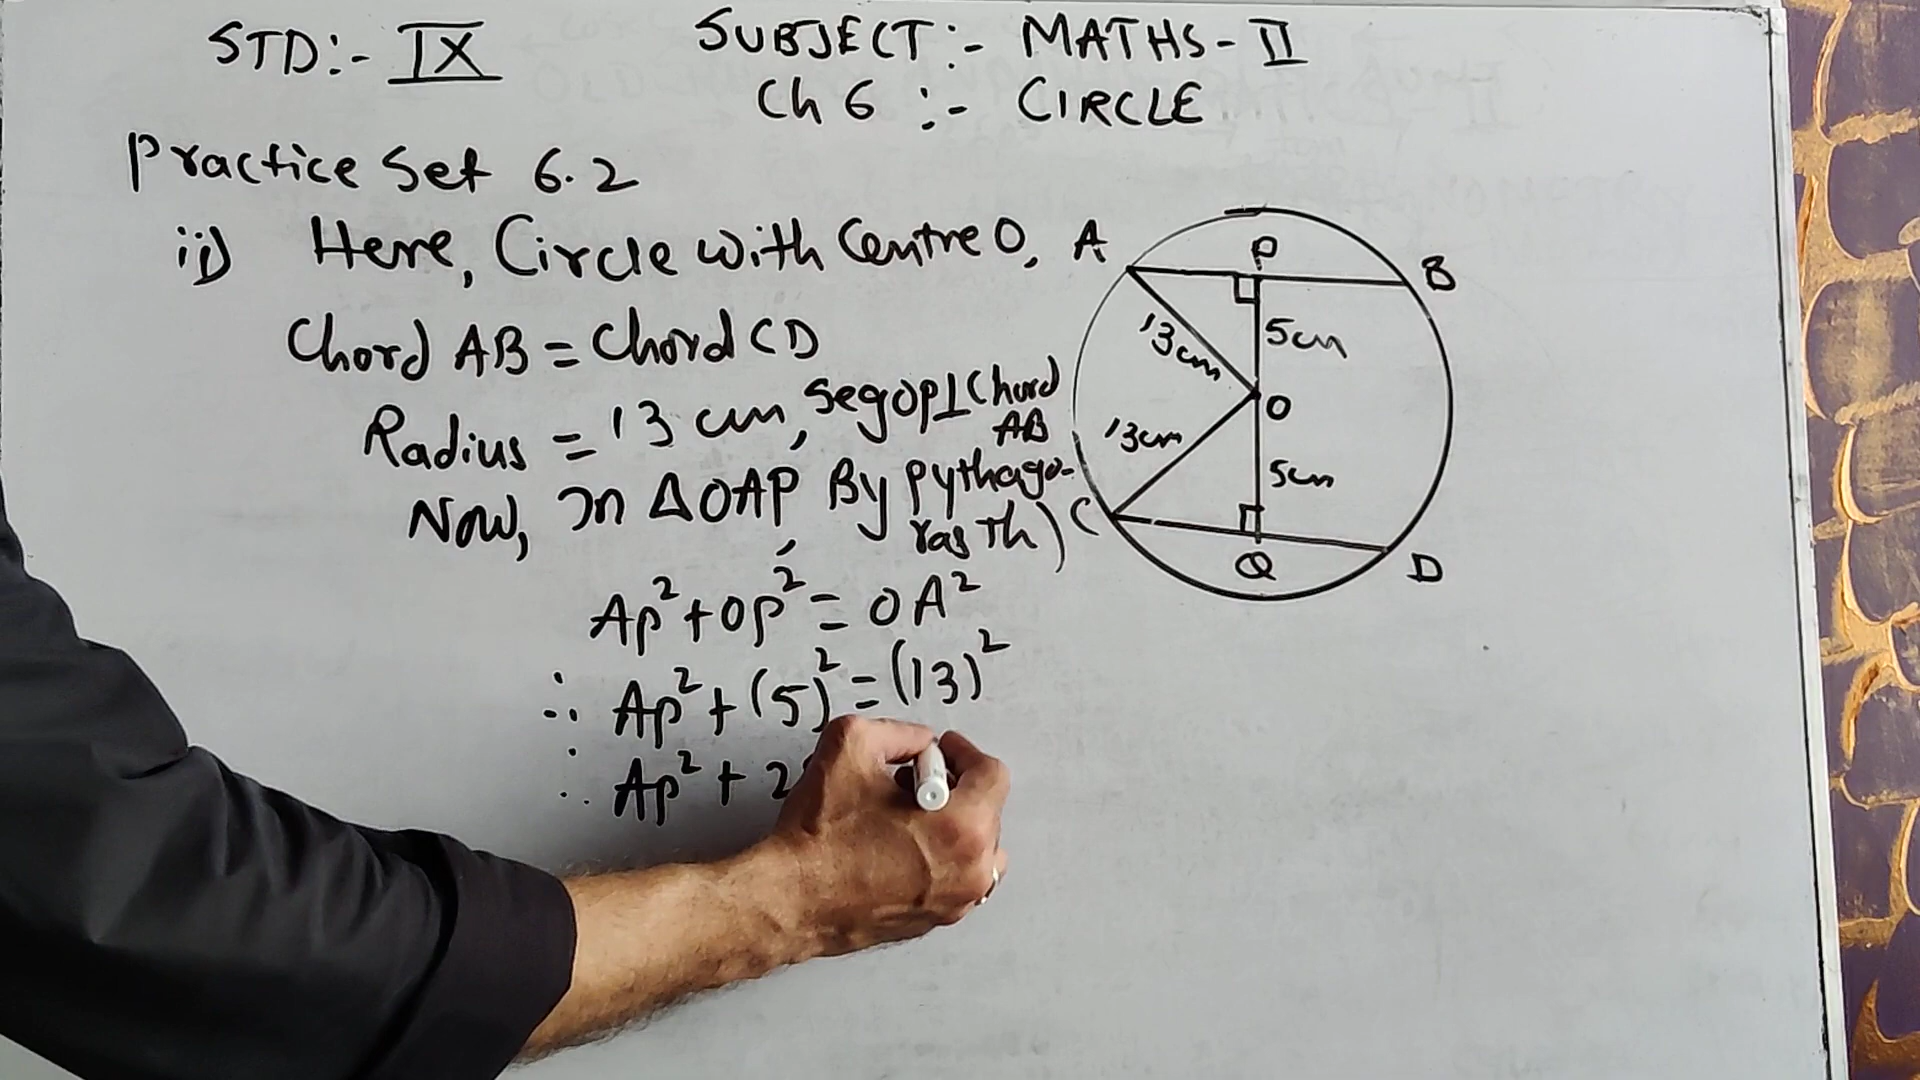 STD:- IX
SUBJECT:- MATHS-II
Ch 6 :- CIRCLE
Practice Set 6.2
ii) Here, Circle with Centre O,
Chord AB = Chord CD
Radius = 13 cm, Seg OP ⊥ Chord
AB
Now, In ΔOAP, By Pythago-
ras Th)
AP² + OP² = OA²
∴ AP² + (5)² = (13)²
∴ AP² + 2
A
P
B
13cm
5cm
O
13cm
5cm
C
Q
D